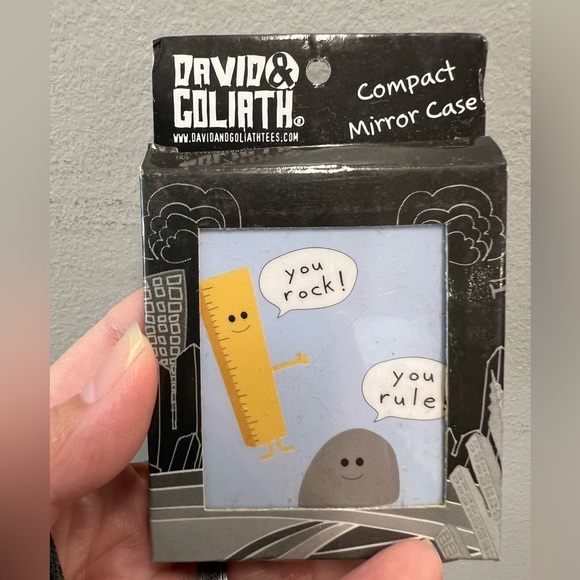 DAVID &
GOLIATH®
WWW.DAVIDANDGOLIATHTEES.COM
Compact
Mirror Case
you
rock!
you
rule!